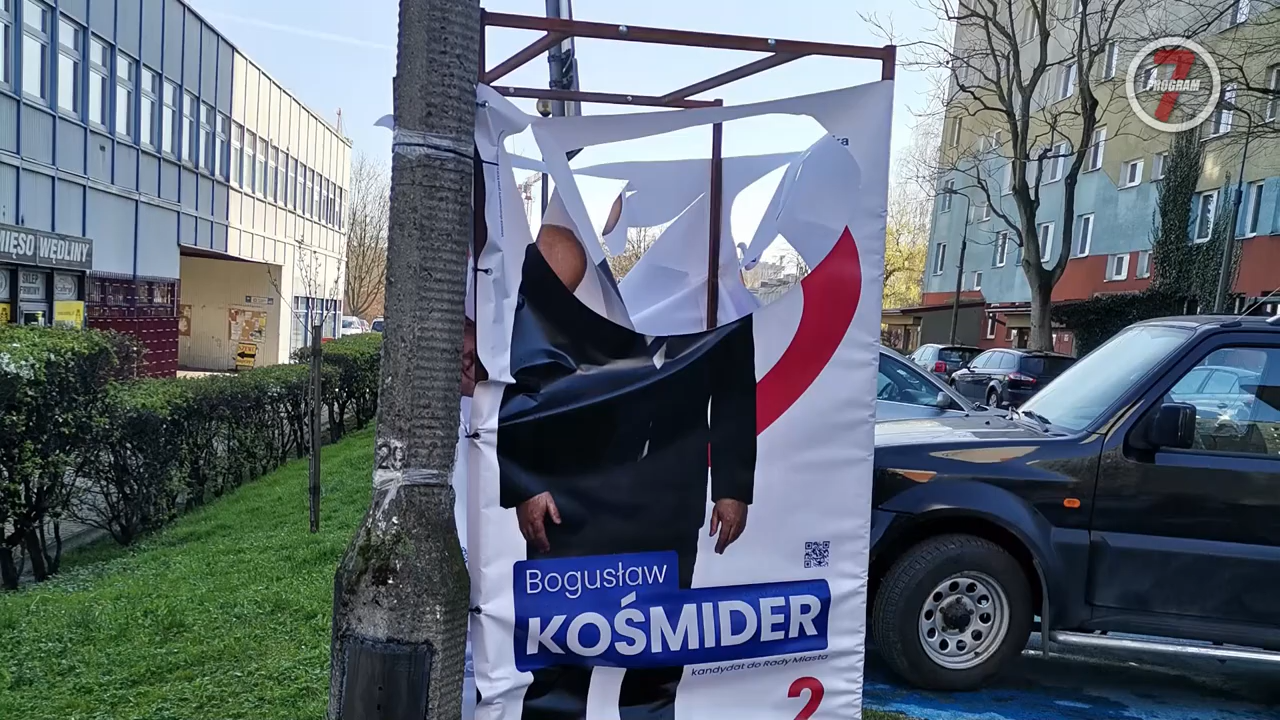 7
PROGRAM
MIĘSO WĘDLINY
Bogusław
KOŚMIDER
kandydat do Rady Miasta
2